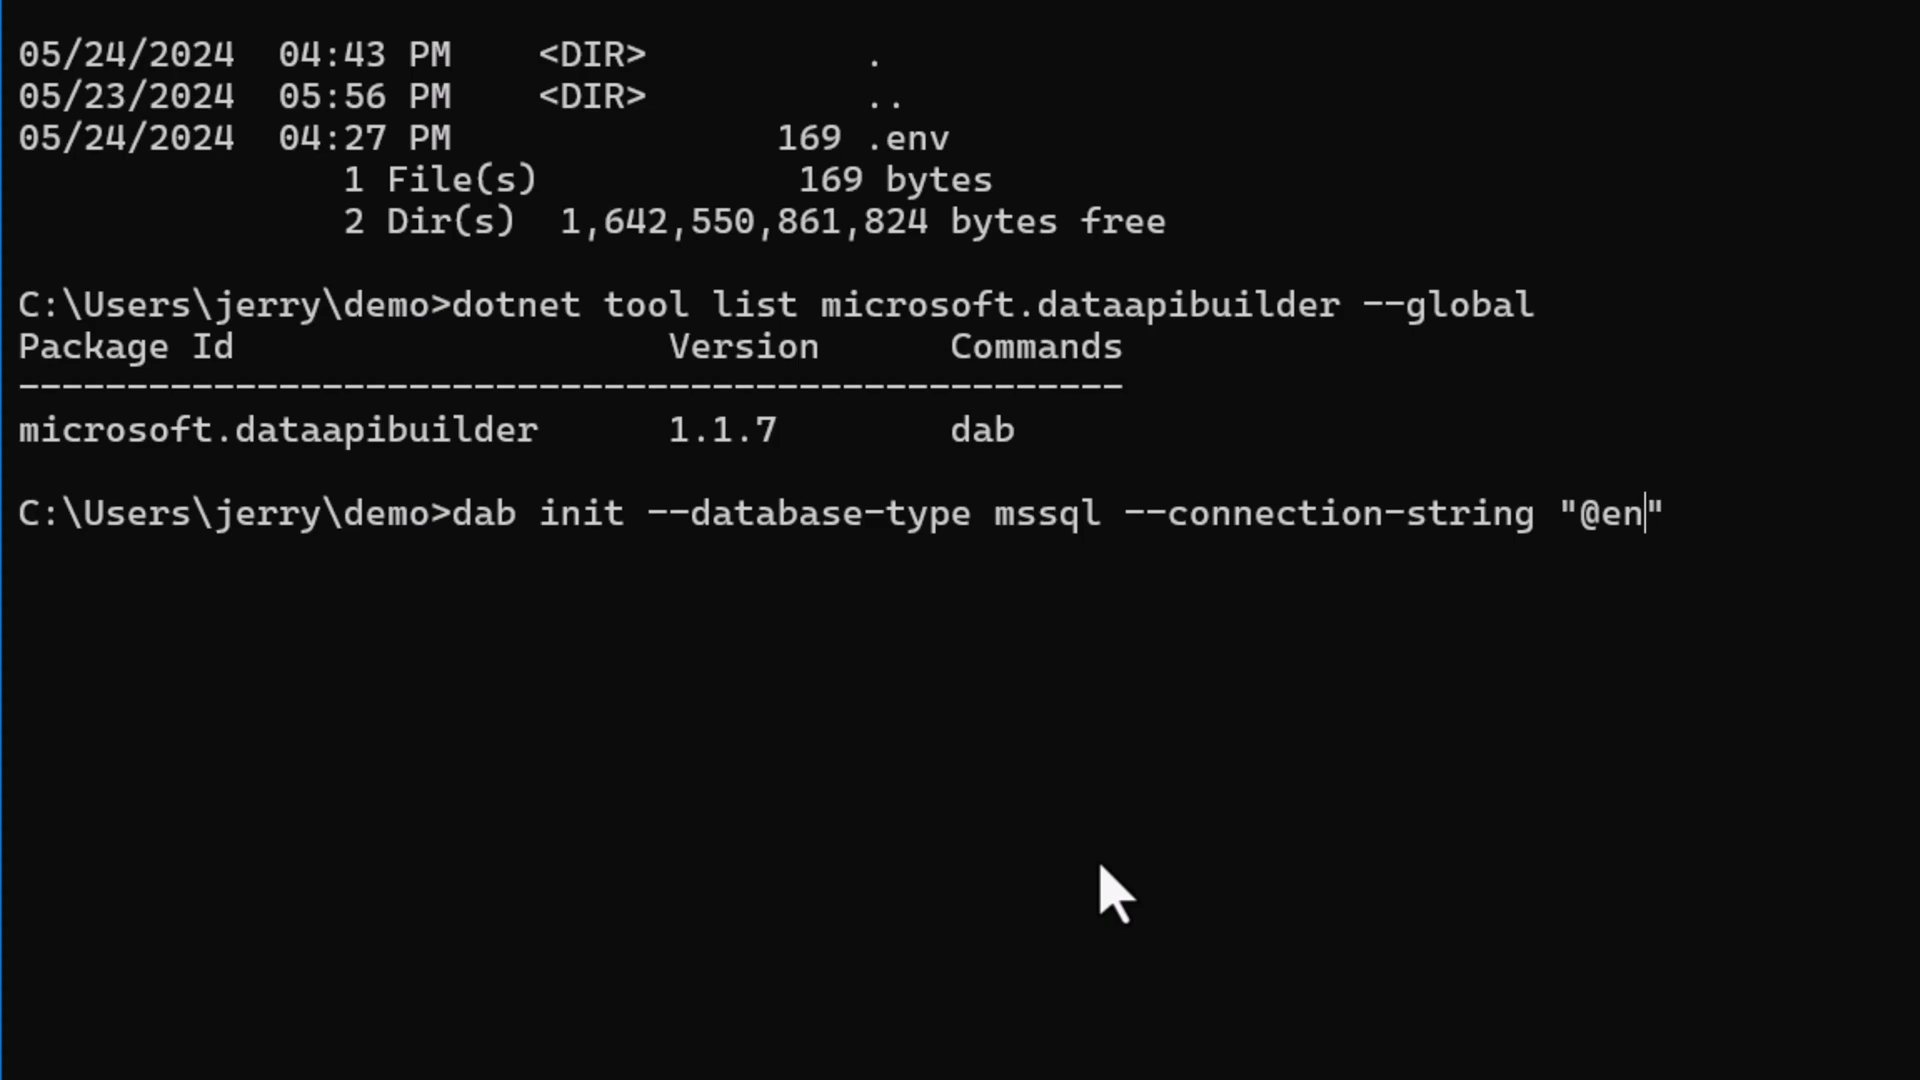 05/24/2024  04:43 PM    <DIR>          .
05/23/2024  05:56 PM    <DIR>          ..
05/24/2024  04:27 PM               169 .env
               1 File(s)            169 bytes
               2 Dir(s)  1,642,550,861,824 bytes free
C:\Users\jerry\demo>dotnet tool list microsoft.dataapibuilder --global
Package Id                    Version      Commands
---------------------------------------------------
microsoft.dataapibuilder      1.1.7        dab
C:\Users\jerry\demo>dab init --database-type mssql --connection-string "@en"